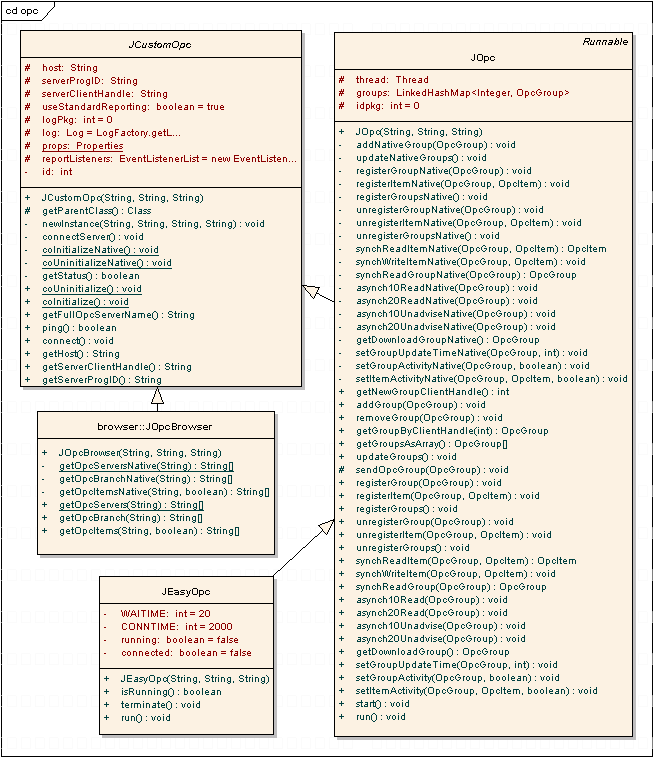 cd opc
JCustomOpc
# host: String
# serverProgID: String
# serverClientHandle: String
# useStandardReporting: boolean = true
# logPkg: int = 0
# log: Log = LogFactory.getL...
# props: Properties
# reportListeners: EventListenerList = new EventListen...
- id: int
+ JCustomOpc(String, String, String)
# getParentClass() : Class
- newInstance(String, String, String, String) : void
- connectServer() : void
- coInitializeNative() : void
- coUninitializeNative() : void
- getStatus() : boolean
+ coUninitialize() : void
+ coInitialize() : void
+ getFullOpcServerName() : String
+ ping() : boolean
+ connect() : void
+ getHost() : String
+ getServerClientHandle() : String
+ getServerProgID() : String
browser::JOpcBrowser
+ JOpcBrowser(String, String, String)
- getOpcServersNative(String) : String[]
- getOpcBranchNative(String) : String[]
- getOpcItemsNative(String, boolean) : String[]
+ getOpcServers(String) : String[]
+ getOpcBranch(String) : String[]
+ getOpcItems(String, boolean) : String[]
JEasyOpc
- WAITIME: int = 20
- CONNTIME: int = 2000
- running: boolean = false
- connected: boolean = false
+ JEasyOpc(String, String, String)
+ isRunning() : boolean
+ terminate() : void
+ run() : void
Runnable
JOpc
# thread: Thread
# groups: LinkedHashMap<Integer, OpcGroup>
# idpkg: int = 0
+ JOpc(String, String, String)
- addNativeGroup(OpcGroup) : void
- updateNativeGroups() : void
- registerGroupNative(OpcGroup) : void
- registerItemNative(OpcGroup, OpcItem) : void
- registerGroupsNative() : void
- unregisterGroupNative(OpcGroup) : void
- unregisterItemNative(OpcGroup, OpcItem) : void
- unregisterGroupsNative() : void
- synchReadItemNative(OpcGroup, OpcItem) : OpcItem
- synchWriteItemNative(OpcGroup, OpcItem) : void
- synchReadGroupNative(OpcGroup) : OpcGroup
- asynch10ReadNative(OpcGroup) : void
- asynch20ReadNative(OpcGroup) : void
- asynch10UnadviseNative(OpcGroup) : void
- asynch20UnadviseNative(OpcGroup) : void
- getDownloadGroupNative() : OpcGroup
- setGroupUpdateTimeNative(OpcGroup, int) : void
- setGroupActivityNative(OpcGroup, boolean) : void
- setItemActivityNative(OpcGroup, OpcItem, boolean) : void
+ getNewGroupClientHandle() : int
+ addGroup(OpcGroup) : void
+ removeGroup(OpcGroup) : void
+ getGroupByClientHandle(int) : OpcGroup
+ getGroupsAsArray() : OpcGroup[]
+ updateGroups() : void
# sendOpcGroup(OpcGroup) : void
+ registerGroup(OpcGroup) : void
+ registerItem(OpcGroup, OpcItem) : void
+ registerGroups() : void
+ unregisterGroup(OpcGroup) : void
+ unregisterItem(OpcGroup, OpcItem) : void
+ unregisterGroups() : void
+ synchReadItem(OpcGroup, OpcItem) : OpcItem
+ synchWriteItem(OpcGroup, OpcItem) : void
+ synchReadGroup(OpcGroup) : OpcGroup
+ asynch10Read(OpcGroup) : void
+ asynch20Read(OpcGroup) : void
+ asynch10Unadvise(OpcGroup) : void
+ asynch20Unadvise(OpcGroup) : void
+ getDownloadGroup() : OpcGroup
+ setGroupUpdateTime(OpcGroup, int) : void
+ setGroupActivity(OpcGroup, boolean) : void
+ setItemActivity(OpcGroup, OpcItem, boolean) : void
+ start() : void
+ run() : void